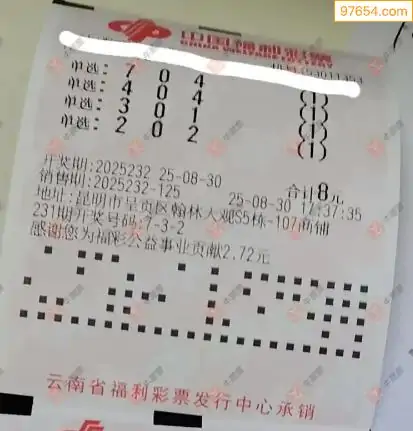 97654.com
中国福利彩票
CHINA WELFARE LOTTERY
单选: 7 0 4 (1)
单选: 4 0 4 (1)
单选: 3 0 1 (1)
单选: 2 0 2 (1)
合计8元
开奖期:2025232 25-08-30
销售期:2025232-125 25-08-30 17:37:35
地址:昆明市呈贡区翰林大观S5栋-107商铺
231期开奖号码:7-3-2
感谢您为福彩公益事业贡献2.72元
云南省福利彩票发行中心承销